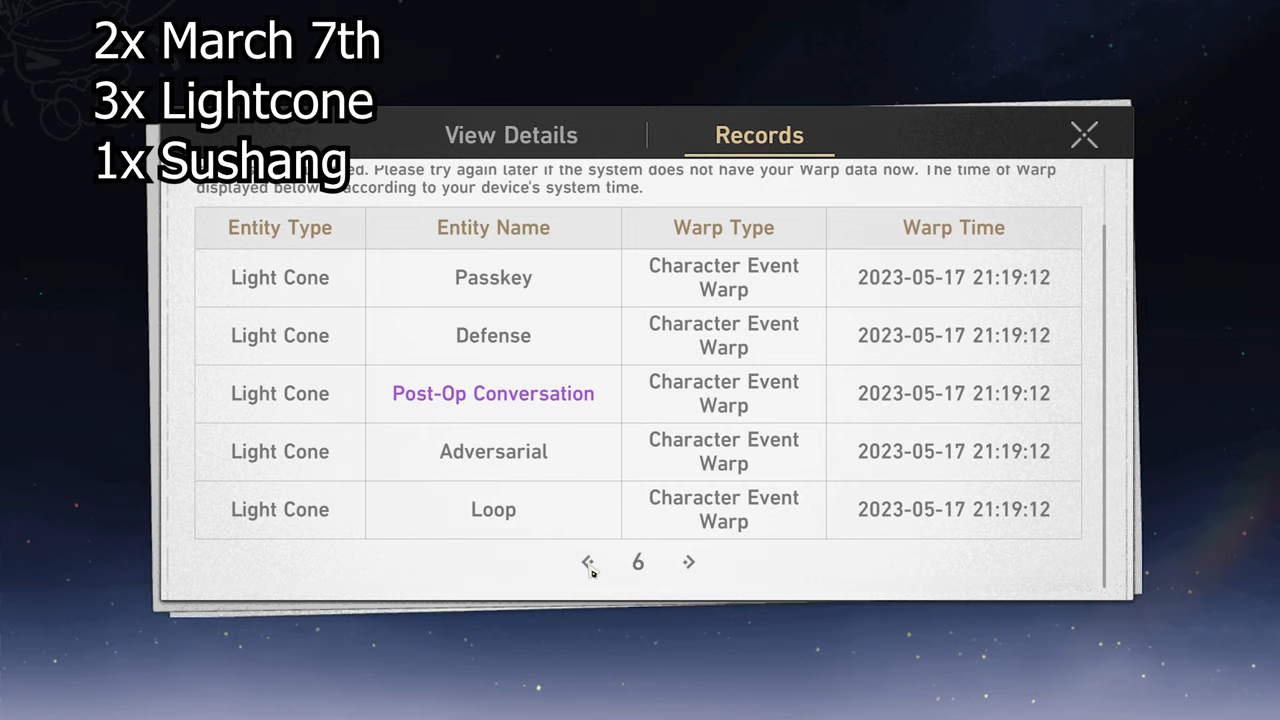 2x March 7th
3x Lightcone
1x Sushang
View Details
Records
ed. Please try again later if the system does not have your Warp data now. The time of Warp
displayed below according to your device's system time.
Entity Type Entity Name Warp Type Warp Time
Light Cone Passkey Character Event Warp 2023-05-17 21:19:12
Light Cone Defense Character Event Warp 2023-05-17 21:19:12
Light Cone Post-Op Conversation Character Event Warp 2023-05-17 21:19:12
Light Cone Adversarial Character Event Warp 2023-05-17 21:19:12
Light Cone Loop Character Event Warp 2023-05-17 21:19:12
6